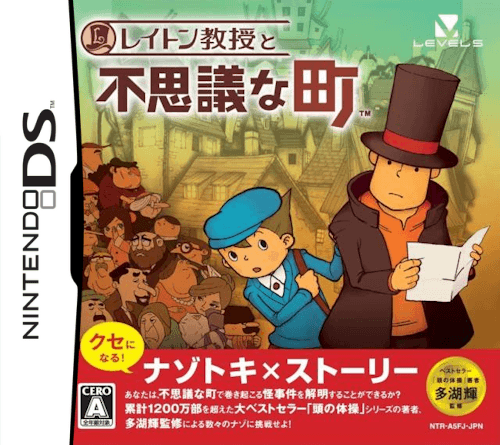 レイトン教授と
不思議な町™
LEVEL5
NINTENDO DS™
クセに
なる!
ナゾトキ×ストーリー
あなたは、不思議な町で巻き起こる怪事件を解明することができるか?
累計1200万部を超えた大ベストセラー「頭の体操」シリーズの著者、
多湖輝監修による数々のナゾに挑戦せよ!
ベストセラー
「頭の体操」著者
多湖輝
監修
CERO
A
全年齢対象
NTR-A5FJ-JPN